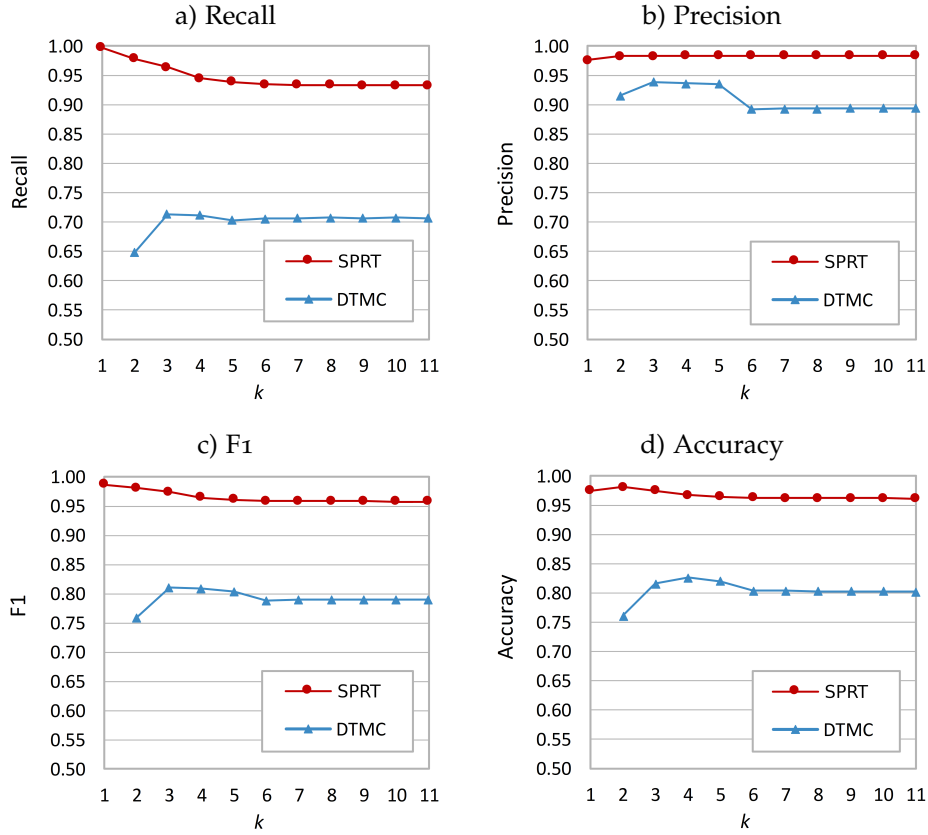 a) Recall
1.00
0.95
0.90
0.85
0.80
0.75
0.70
0.65
0.60
0.55
0.50
Recall
SPRT
DTMC
1 2 3 4 5 6 7 8 9 10 11
k
b) Precision
1.00
0.95
0.90
0.85
0.80
0.75
0.70
0.65
0.60
0.55
0.50
Precision
SPRT
DTMC
1 2 3 4 5 6 7 8 9 10 11
k
c) F1
1.00
0.95
0.90
0.85
0.80
0.75
0.70
0.65
0.60
0.55
0.50
F1
SPRT
DTMC
1 2 3 4 5 6 7 8 9 10 11
k
d) Accuracy
1.00
0.95
0.90
0.85
0.80
0.75
0.70
0.65
0.60
0.55
0.50
Accuracy
SPRT
DTMC
1 2 3 4 5 6 7 8 9 10 11
k